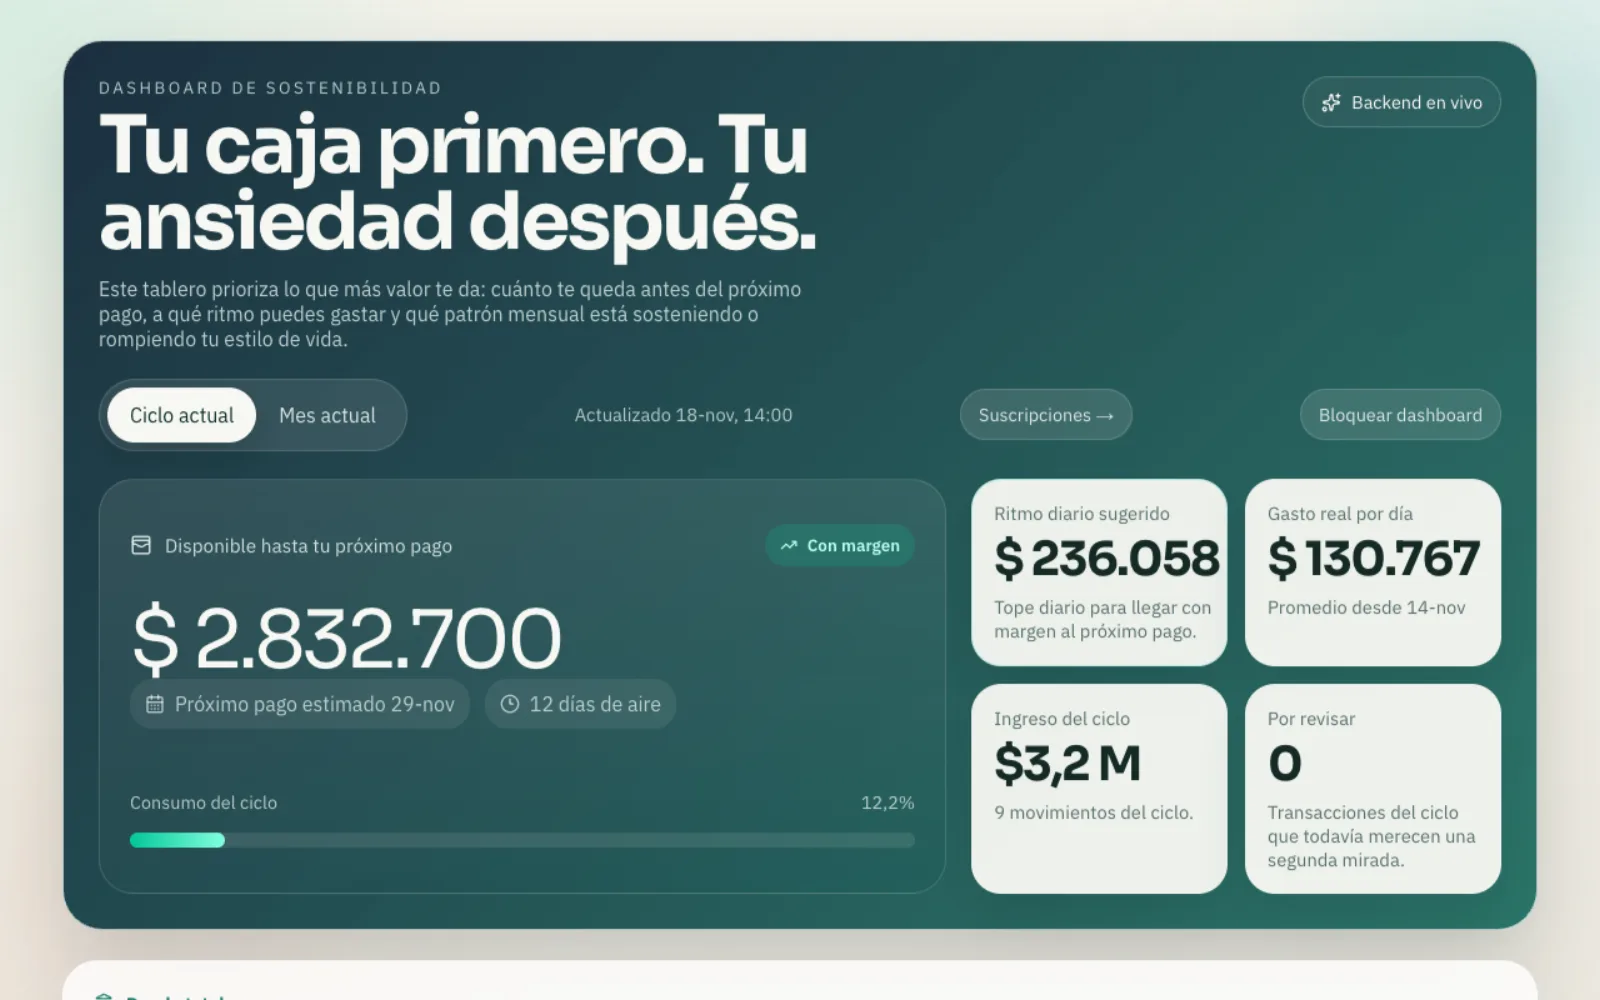 DASHBOARD DE SOSTENIBILIDAD
Backend en vivo
Tu caja primero. Tu
ansiedad después.
Este tablero prioriza lo que más valor te da: cuánto te queda antes del próximo
pago, a qué ritmo puedes gastar y qué patrón mensual está sosteniendo o
rompiendo tu estilo de vida.
Ciclo actual
Mes actual
Actualizado 18-nov, 14:00
Suscripciones →
Bloquear dashboard
Disponible hasta tu próximo pago
Con margen
$ 2.832.700
Próximo pago estimado 29-nov
12 días de aire
Consumo del ciclo
12,2%
Ritmo diario sugerido
$ 236.058
Tope diario para llegar con
margen al próximo pago.
Gasto real por día
$ 130.767
Promedio desde 14-nov
Ingreso del ciclo
$3,2 M
9 movimientos del ciclo.
Por revisar
0
Transacciones del ciclo
que todavía merecen una
segunda mirada.